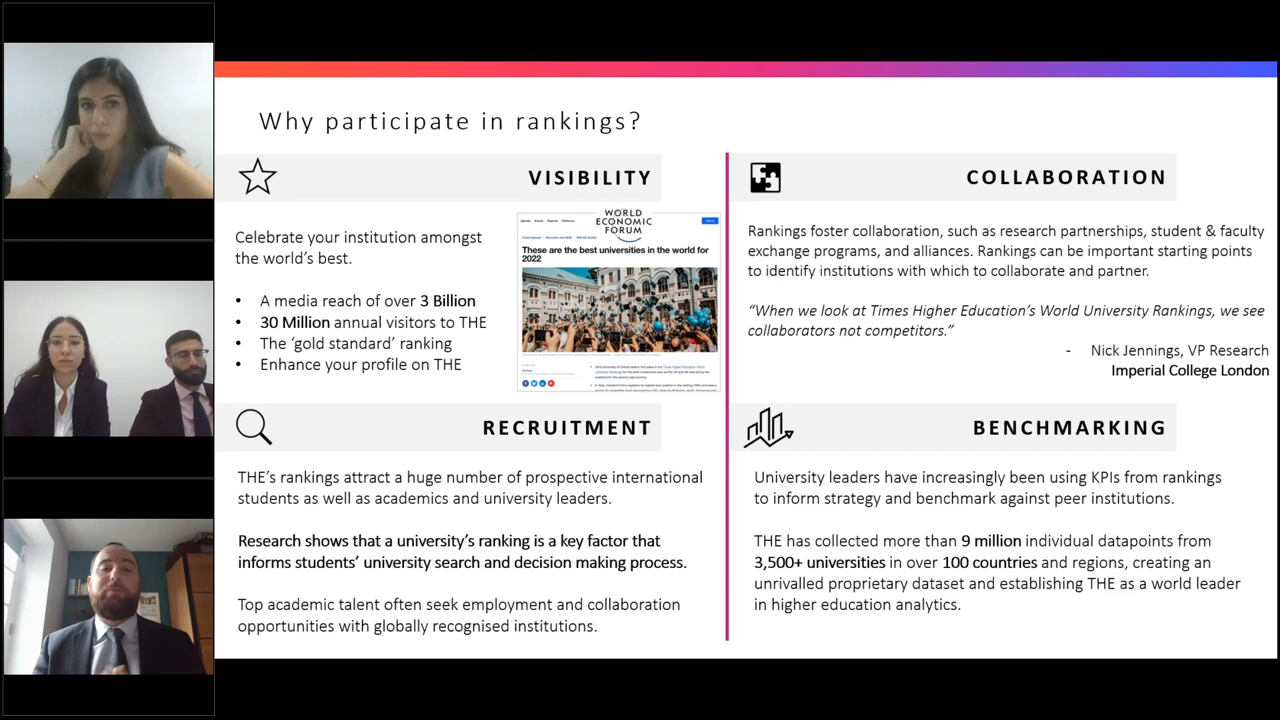 Why participate in rankings?
VISIBILITY
Celebrate your institution amongst
the world's best.
• A media reach of over 3 Billion
• 30 Million annual visitors to THE
• The 'gold standard' ranking
• Enhance your profile on THE
WORLD
ECONOMIC
FORUM
These are the best universities in the world for
2022
COLLABORATION
Rankings foster collaboration, such as research partnerships, student & faculty
exchange programs, and alliances. Rankings can be important starting points
to identify institutions with which to collaborate and partner.
“When we look at Times Higher Education’s World University Rankings, we see
collaborators not competitors.”
- Nick Jennings, VP Research
Imperial College London
RECRUITMENT
THE’s rankings attract a huge number of prospective international
students as well as academics and university leaders.
Research shows that a university’s ranking is a key factor that
informs students’ university search and decision making process.
Top academic talent often seek employment and collaboration
opportunities with globally recognised institutions.
BENCHMARKING
University leaders have increasingly been using KPIs from rankings
to inform strategy and benchmark against peer institutions.
THE has collected more than 9 million individual datapoints from
3,500+ universities in over 100 countries and regions, creating an
unrivalled proprietary dataset and establishing THE as a world leader
in higher education analytics.